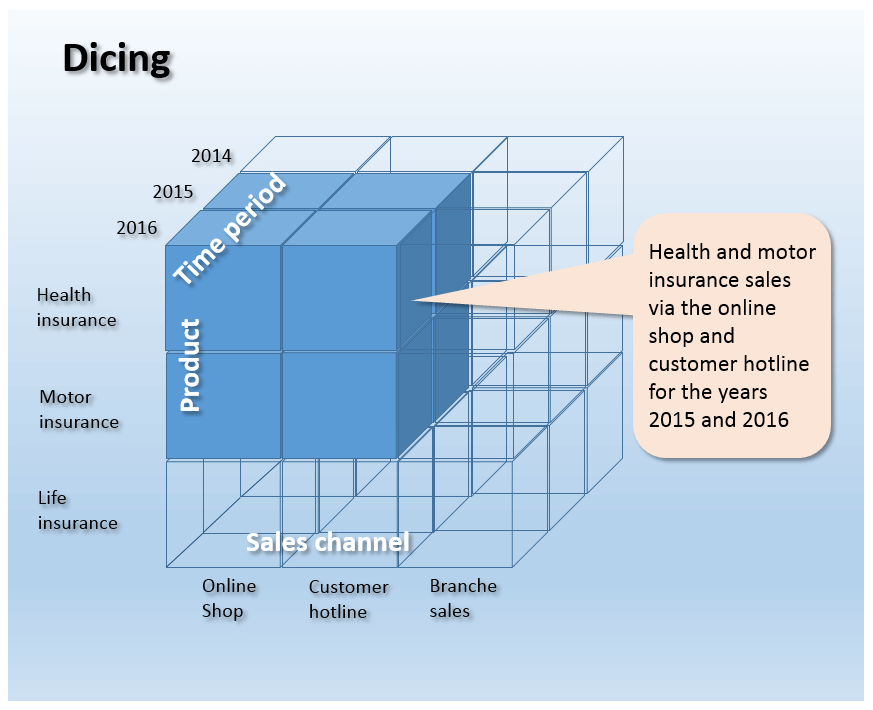 Dicing
2014
2015
2016
Time period
Health
insurance
Product
Motor
insurance
Life
insurance
Sales channel
Online
Shop
Customer
hotline
Branche
sales
Health and motor
insurance sales
via the online
shop and
customer hotline
for the years
2015 and 2016